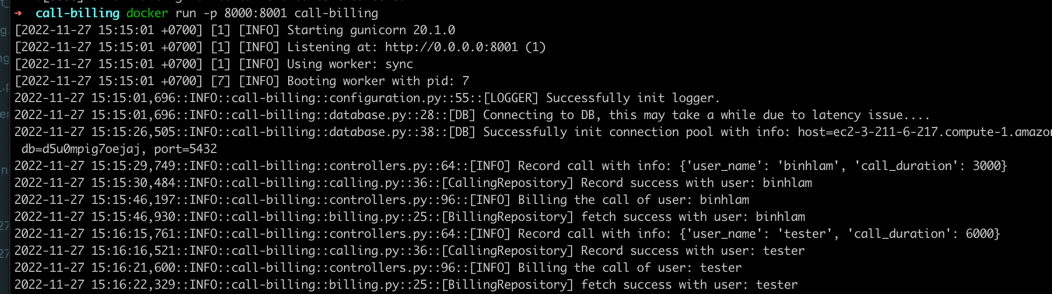 → call-billing docker run -p 8000:8001 call-billing
[2022-11-27 15:15:01 +0700] [1] [INFO] Starting gunicorn 20.1.0
[2022-11-27 15:15:01 +0700] [1] [INFO] Listening at: http://0.0.0.0:8001 (1)
[2022-11-27 15:15:01 +0700] [1] [INFO] Using worker: sync
[2022-11-27 15:15:01 +0700] [7] [INFO] Booting worker with pid: 7
2022-11-27 15:15:01,696::INFO::call-billing::configuration.py::55::[LOGGER] Successfully init logger.
2022-11-27 15:15:01,696::INFO::call-billing::database.py::28::[DB] Connecting to DB, this may take a while due to latency issue....
2022-11-27 15:15:26,505::INFO::call-billing::database.py::38::[DB] Successfully init connection pool with info: host=ec2-3-211-6-217.compute-1.amazon
db=d5u0mpig7oejaj, port=5432
2022-11-27 15:15:29,749::INFO::call-billing::controllers.py::64::[INFO] Record call with info: {'user_name': 'binhlam', 'call_duration': 3000}
2022-11-27 15:15:30,484::INFO::call-billing::calling.py::36::[CallingRepository] Record success with user: binhlam
2022-11-27 15:15:46,197::INFO::call-billing::controllers.py::96::[INFO] Billing the call of user: binhlam
2022-11-27 15:15:46,930::INFO::call-billing::billing.py::25::[BillingRepository] fetch success with user: binhlam
2022-11-27 15:16:15,761::INFO::call-billing::controllers.py::64::[INFO] Record call with info: {'user_name': 'tester', 'call_duration': 6000}
2022-11-27 15:16:16,521::INFO::call-billing::calling.py::36::[CallingRepository] Record success with user: tester
2022-11-27 15:16:21,600::INFO::call-billing::controllers.py::96::[INFO] Billing the call of user: tester
2022-11-27 15:16:22,329::INFO::call-billing::billing.py::25::[BillingRepository] fetch success with user: tester